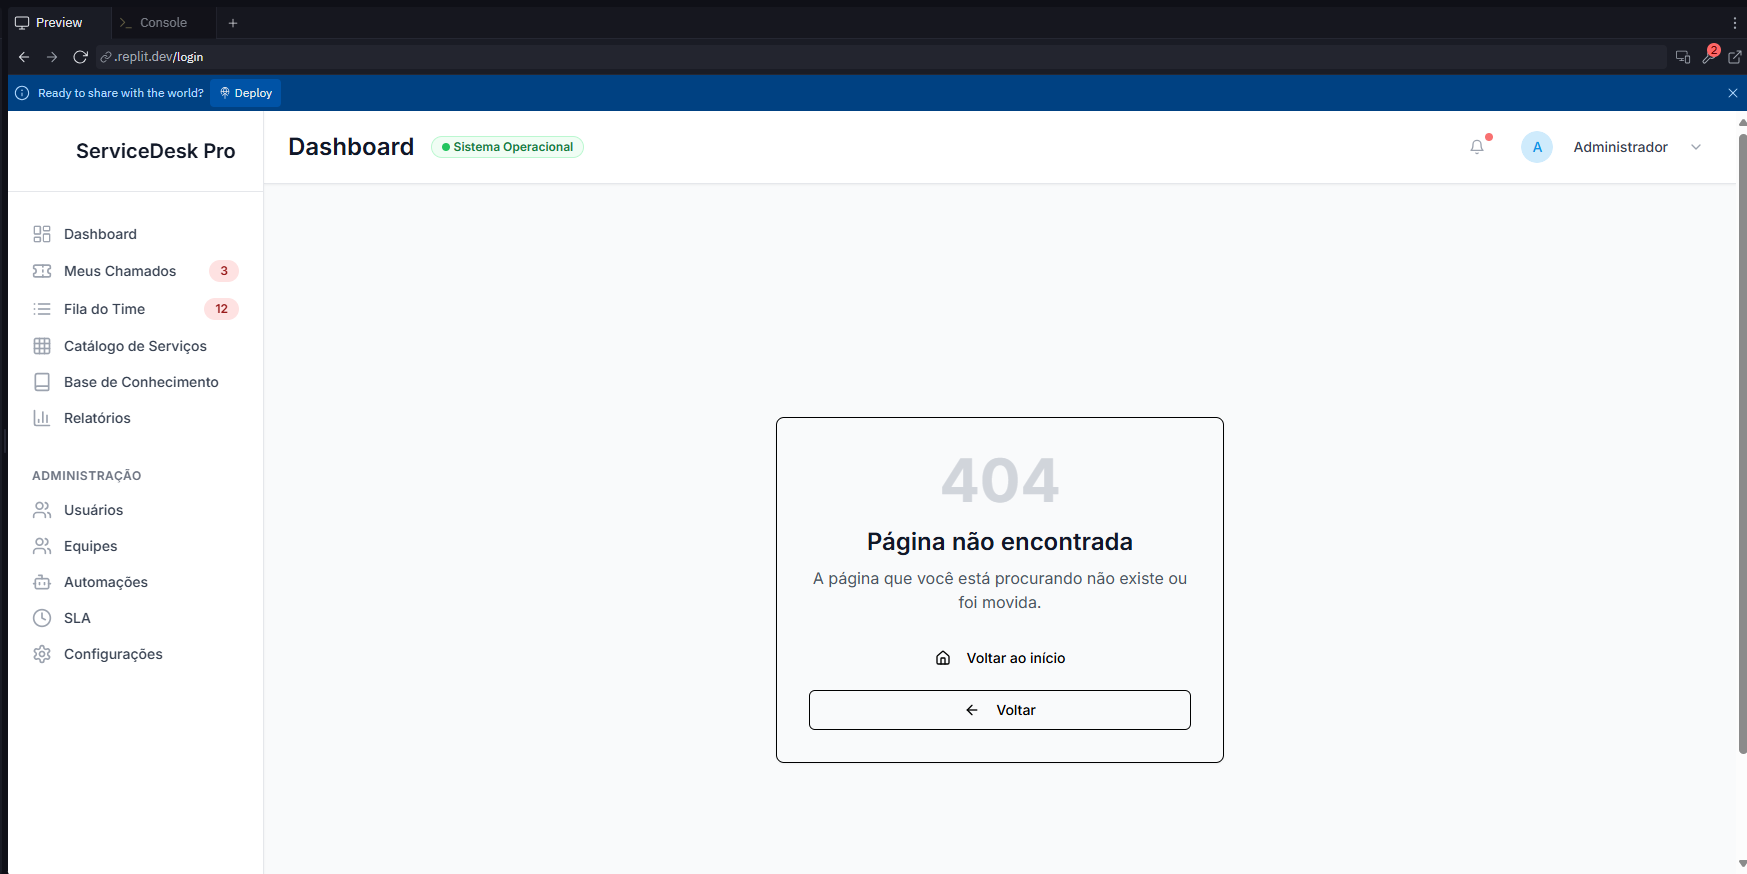 Preview
>_ Console
+
.replit.dev/login
2
Ready to share with the world?
Deploy
ServiceDesk Pro
Dashboard
Sistema Operacional
A
Administrador
Dashboard
Meus Chamados 3
Fila do Time 12
Catálogo de Serviços
Base de Conhecimento
Relatórios
ADMINISTRAÇÃO
Usuários
Equipes
Automações
SLA
Configurações
404
Página não encontrada
A página que você está procurando não existe ou
foi movida.
Voltar ao início
Voltar